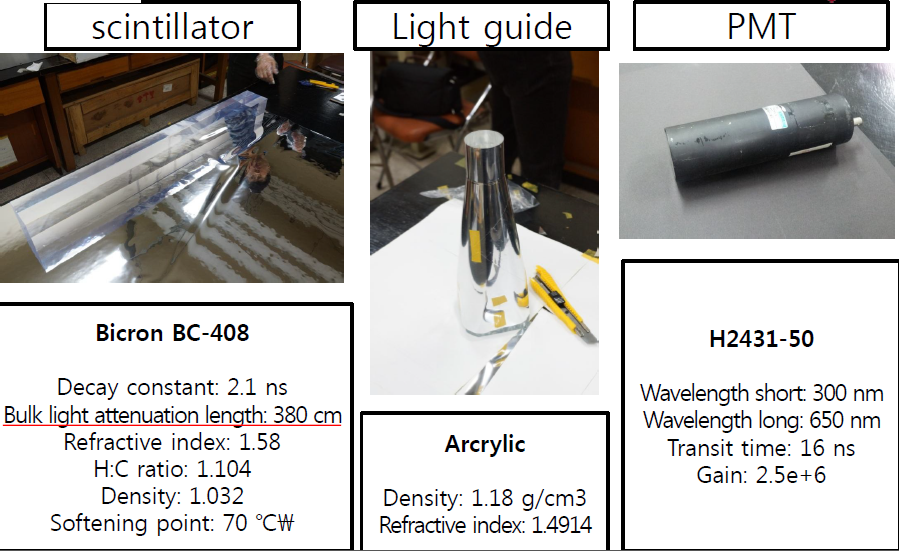 scintillator
Light guide
PMT
Bicron BC-408
Decay constant: 2.1 ns
Bulk light attenuation length: 380 cm
Refractive index: 1.58
H:C ratio: 1.104
Density: 1.032
Softening point: 70 ℃₩
Arcrylic
Density: 1.18 g/cm3
Refractive index: 1.4914
H2431-50
Wavelength short: 300 nm
Wavelength long: 650 nm
Transit time: 16 ns
Gain: 2.5e+6